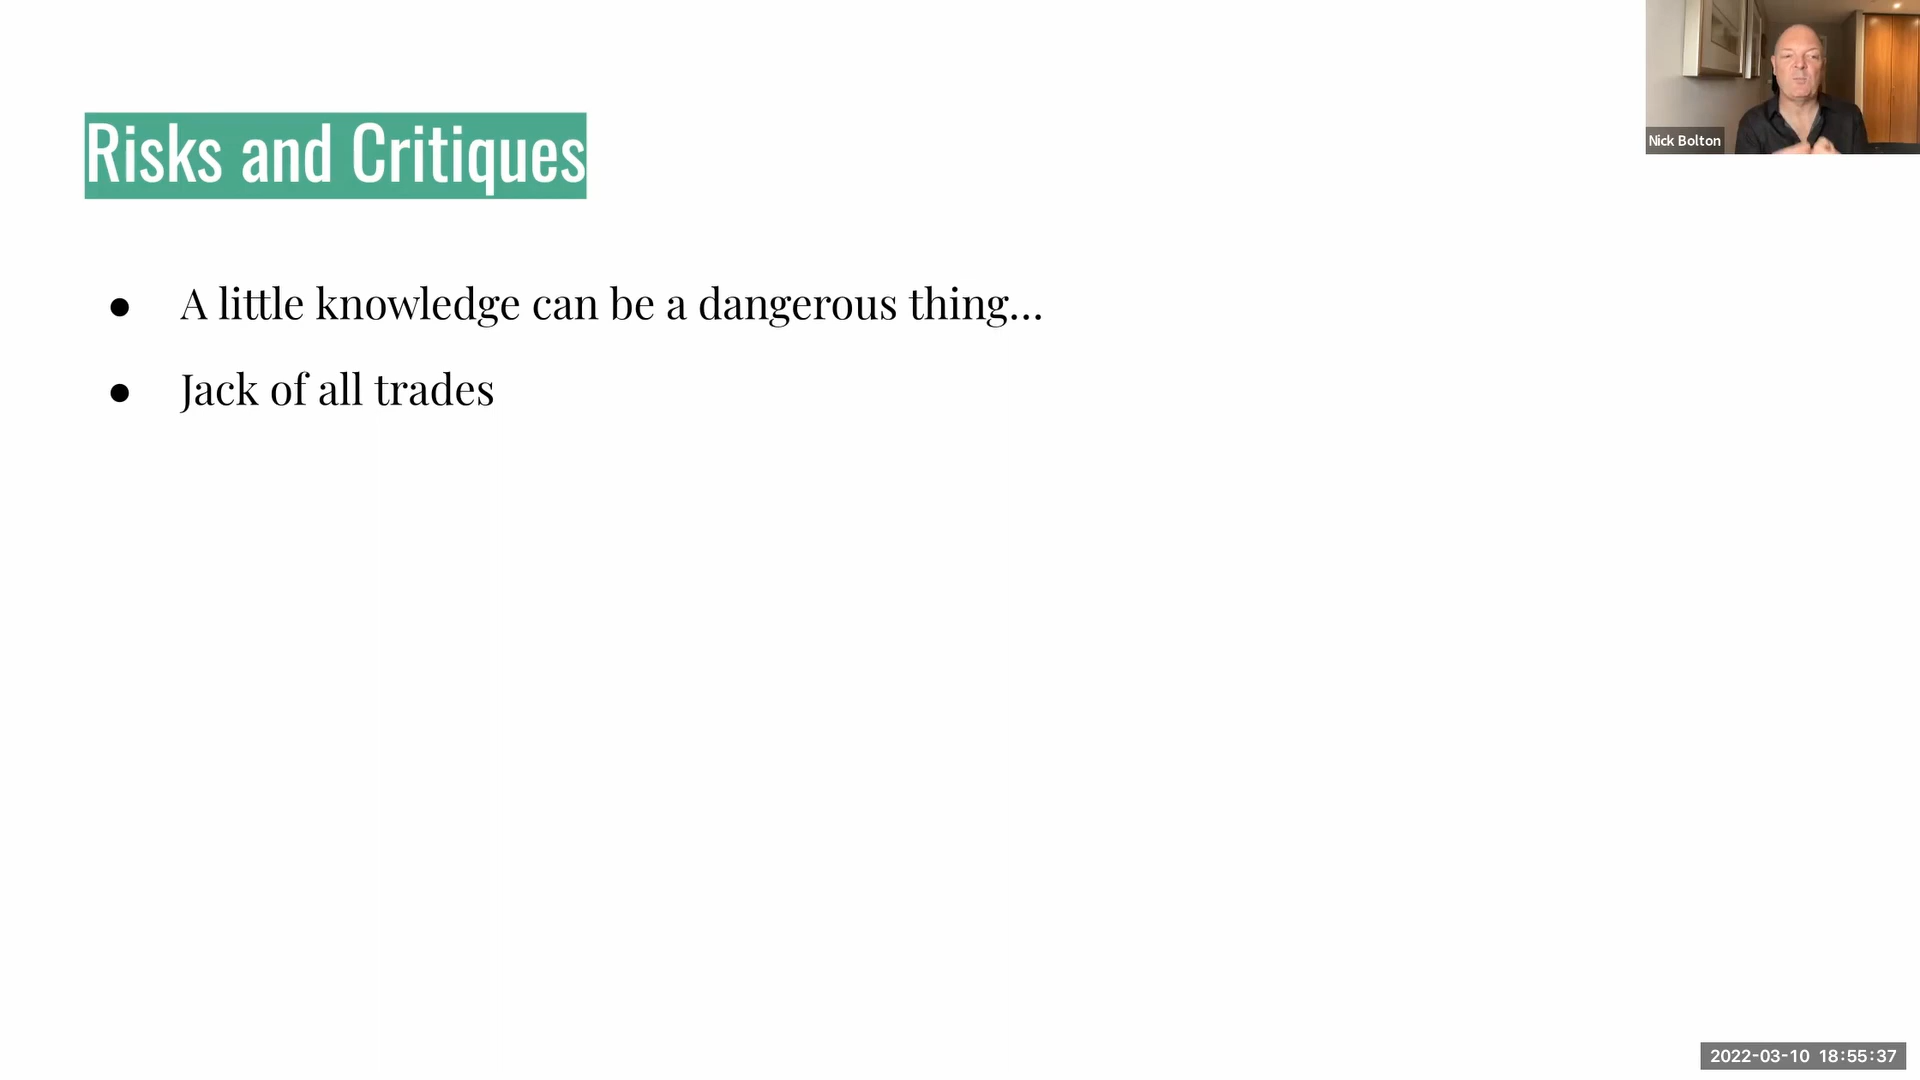 Nick Bolton
Risks and Critiques
● A little knowledge can be a dangerous thing...
● Jack of all trades
2022-03-10 18:55:37